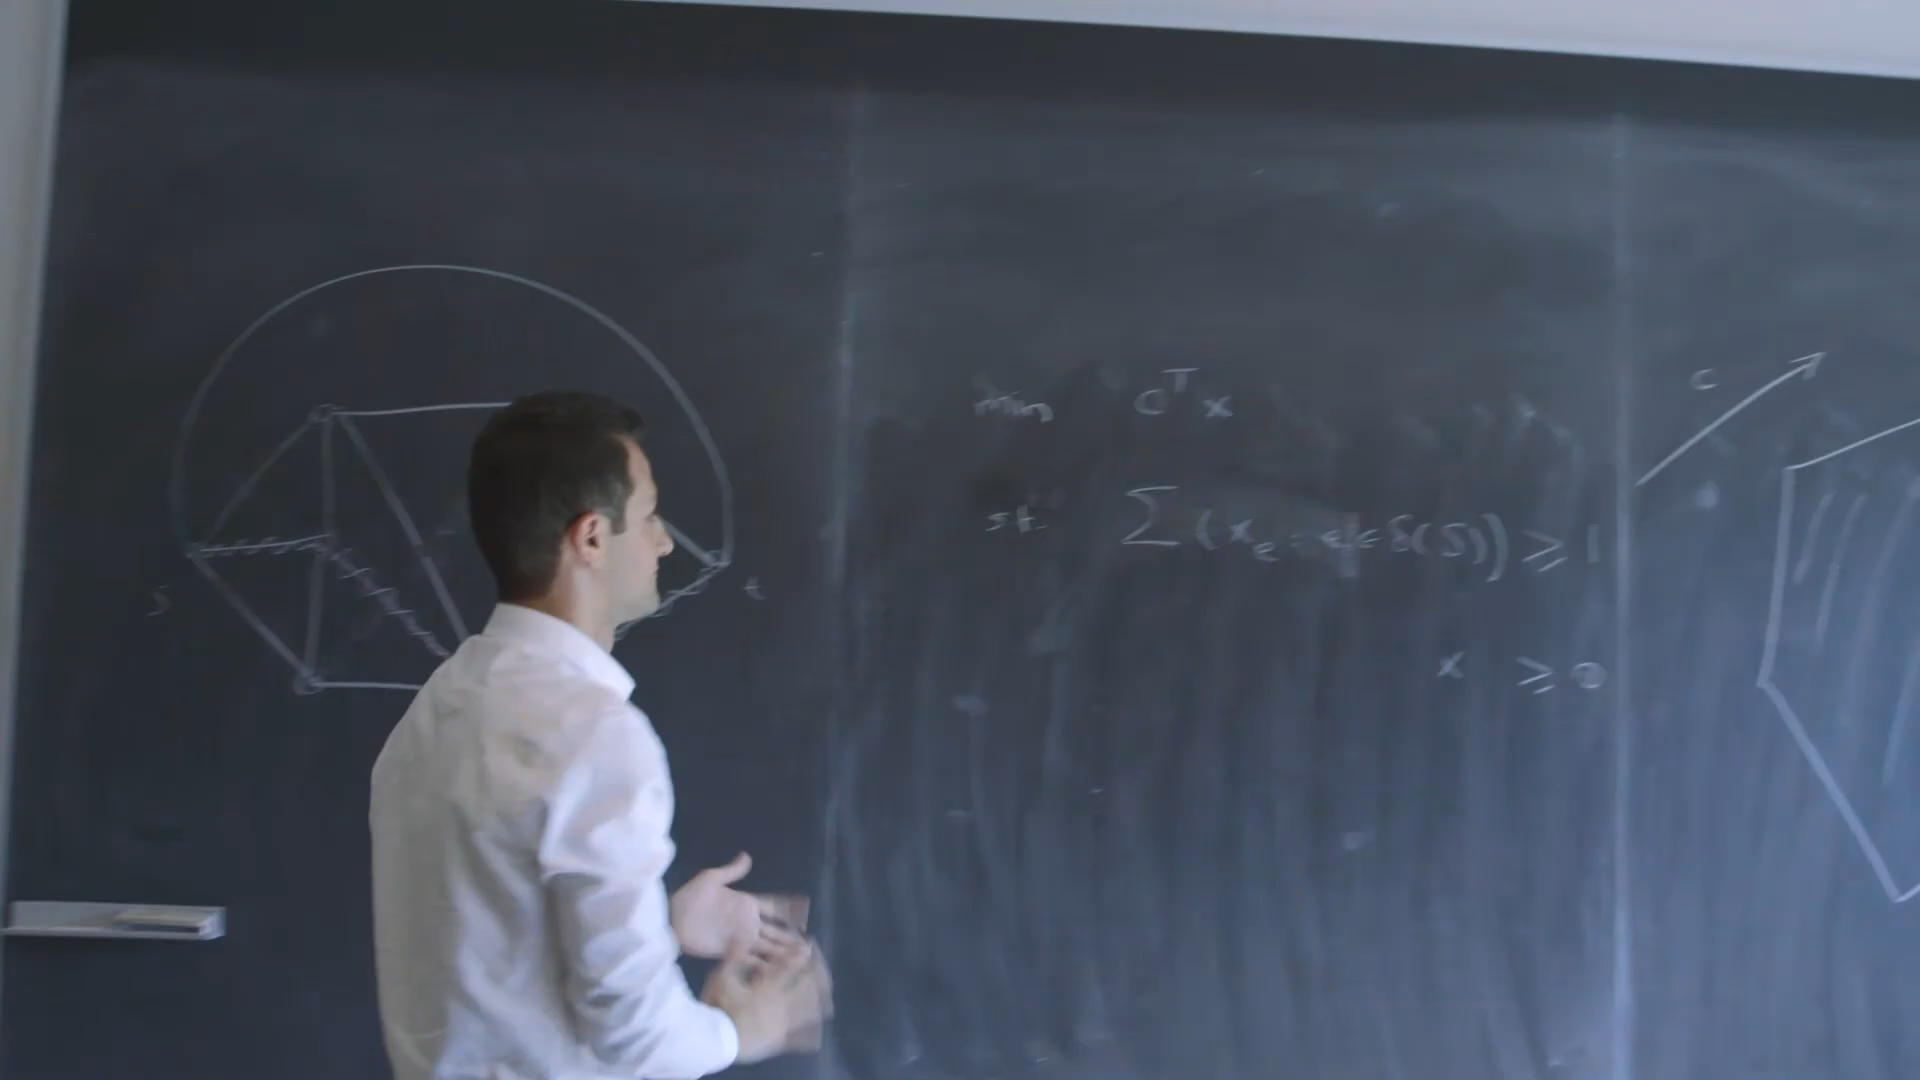 s
t
min c^T x
s.t. ∑ (x_e : e ∈ δ(S)) ≥ 1
x ≥ 0
c